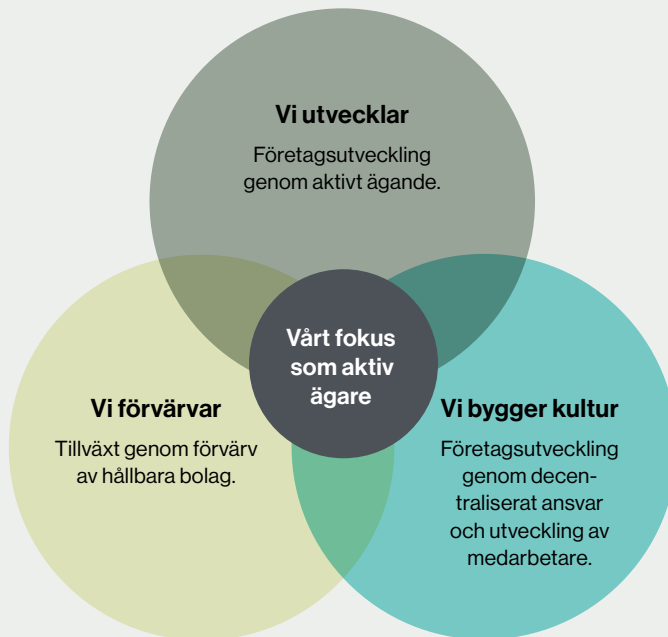 Vi utvecklar
Företagsutveckling
genom aktivt ägande.
Vårt fokus
som aktiv
ägare
Vi förvärvar
Tillväxt genom förvärv
av hållbara bolag.
Vi bygger kultur
Företagsutveckling
genom decen-
traliserat ansvar
och utveckling av
medarbetare.